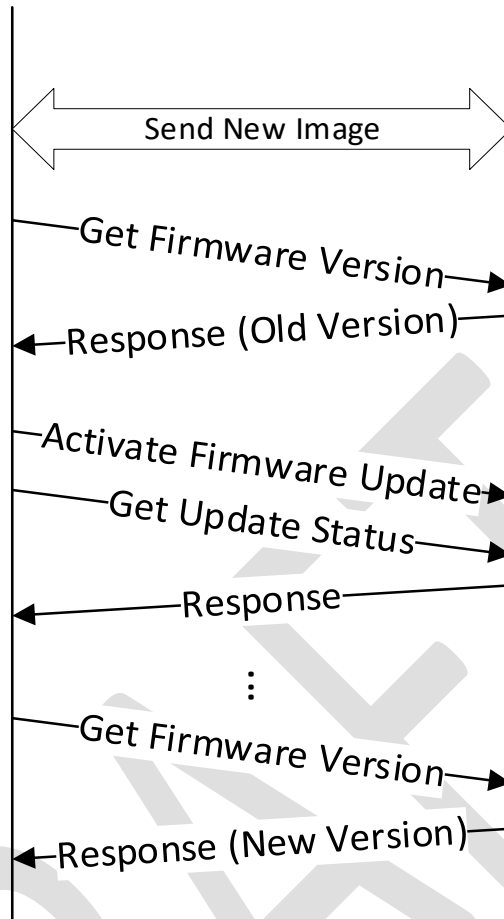 Send New Image
Get Firmware Version
Response (Old Version)
Activate Firmware Update
Get Update Status
Response
⋮
Get Firmware Version
Response (New Version)